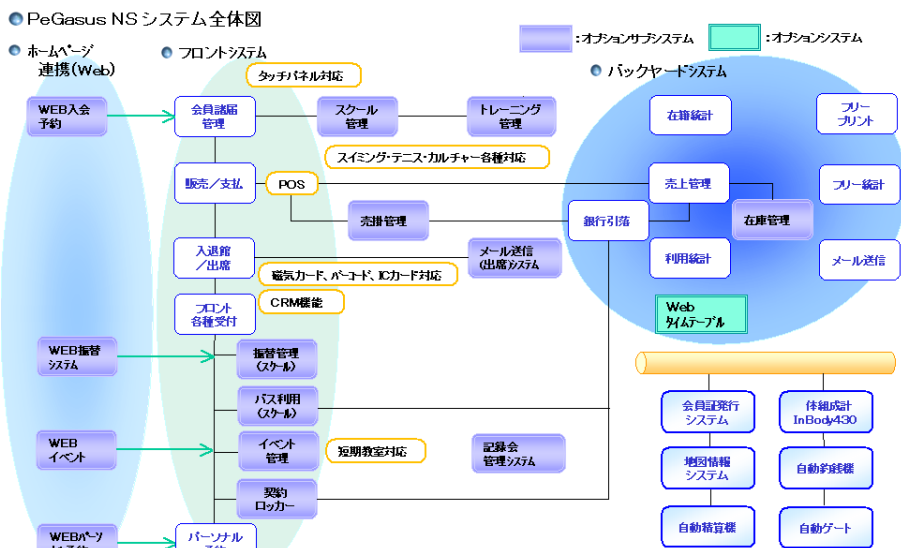 ●PeGasus NSシステム全体図
:オプションサブシステム
:オプションシステム
● ホームページ
連携(Web)
● フロントシステム
● バックヤードシステム
タッチパネル対応
WEB入会
予約
会員諸届
管理
スクール
管理
トレーニング
管理
在籍統計
フリー
プリント
スイミング・テニス・カルチャー各種対応
販売／支払
POS
売上管理
フリー統計
売掛管理
銀行引落
在庫管理
入退館
／出席
メール送信
(出席)システム
利用統計
メール送信
磁気カード、バーコード、ICカード対応
フロント
各種受付
CRM機能
Web
タイムテーブル
WEB振替
システム
振替管理
(スクール)
バス利用
(スクール)
会員証発行
システム
体組成計
InBody430
WEB
イベント
イベント
管理
短期教室対応
記録会
管理システム
地図情報
システム
自動釣銭機
契約
ロッカー
自動精算機
自動ゲート
WEBパーソ
パーソナル